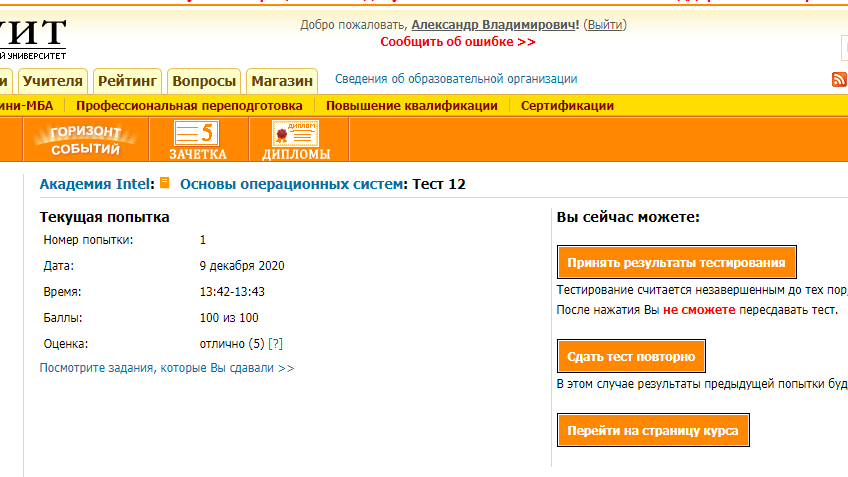 Добро пожаловать, Александр Владимирович! (Выйти)
Сообщить об ошибке >>
УИТ
УНИВЕРСИТЕТ
и
Учителя
Рейтинг
Вопросы
Магазин
Сведения об образовательной организации
ини-МБА
Профессиональная переподготовка
Повышение квалификации
Сертификации
ГОРИЗОНТ
СОБЫТИЙ
5
ЗАЧЕТКА
ДИПЛОМ
ДИПЛОМЫ
Академия Intel: Основы операционных систем: Тест 12
Текущая попытка
Номер попытки: 1
Дата: 9 декабря 2020
Время: 13:42-13:43
Баллы: 100 из 100
Оценка: отлично (5) [?]
Посмотрите задания, которые Вы сдавали >>
Вы сейчас можете:
Принять результаты тестирования
Тестирование считается незавершенным до тех пор,
После нажатия Вы не сможете пересдавать тест.
Сдать тест повторно
В этом случае результаты предыдущей попытки буд
Перейти на страницу курса